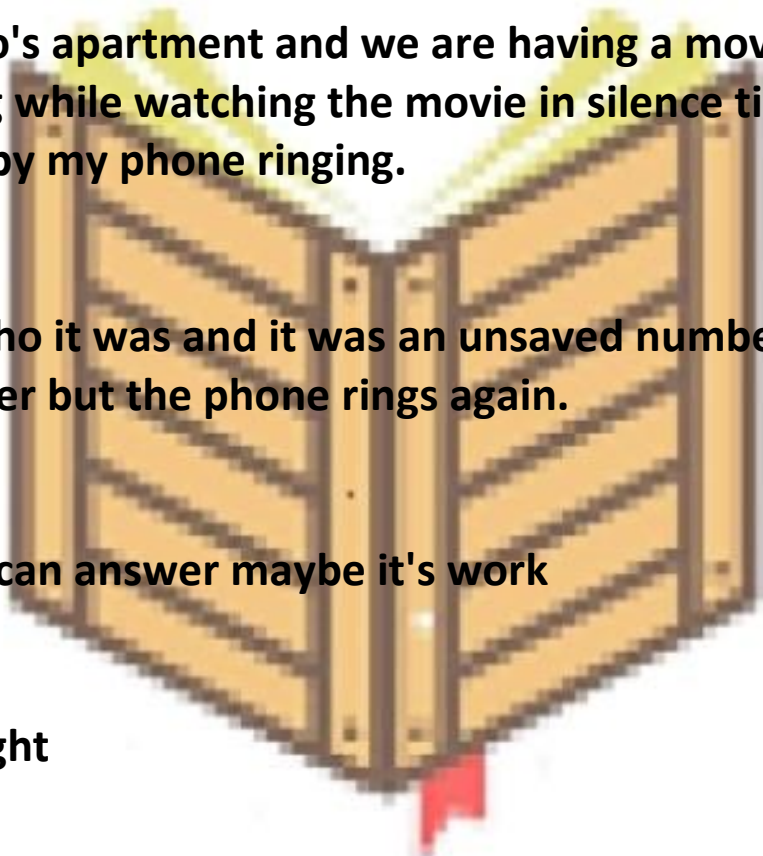 's apartment and we are having a mov
while watching the movie in silence ti
by my phone ringing.
ho it was and it was an unsaved numbe
er but the phone rings again.
can answer maybe it's work
ght